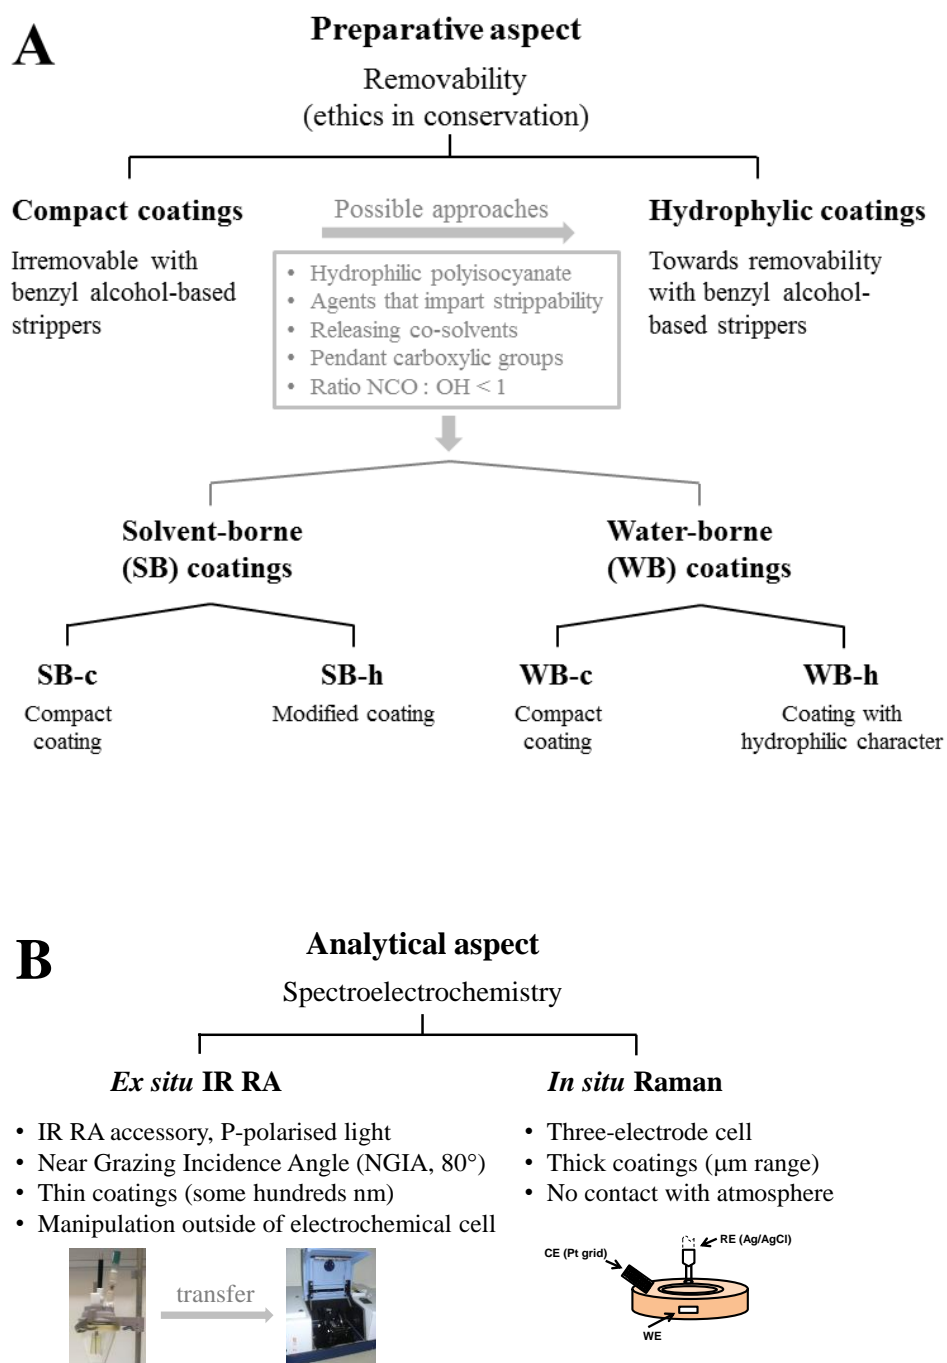 A
Preparative aspect
Removability
(ethics in conservation)
Compact coatings
Irremovable with
benzyl alcohol-based
strippers
Possible approaches
• Hydrophilic polyisocyanate
• Agents that impart strippability
• Releasing co-solvents
• Pendant carboxylic groups
• Ratio NCO : OH < 1
Hydrophylic coatings
Towards removability
with benzyl alcohol-
based strippers
Solvent-borne
(SB) coatings
Water-borne
(WB) coatings
SB-c
Compact
coating
SB-h
Modified coating
WB-c
Compact
coating
WB-h
Coating with
hydrophilic character
B
Analytical aspect
Spectroelectrochemistry
Ex situ IR RA
• IR RA accessory, P-polarised light
• Near Grazing Incidence Angle (NGIA, 80°)
• Thin coatings (some hundreds nm)
• Manipulation outside of electrochemical cell
transfer
In situ Raman
• Three-electrode cell
• Thick coatings (μm range)
• No contact with atmosphere
RE (Ag/AgCl)
CE (Pt grid)
WE